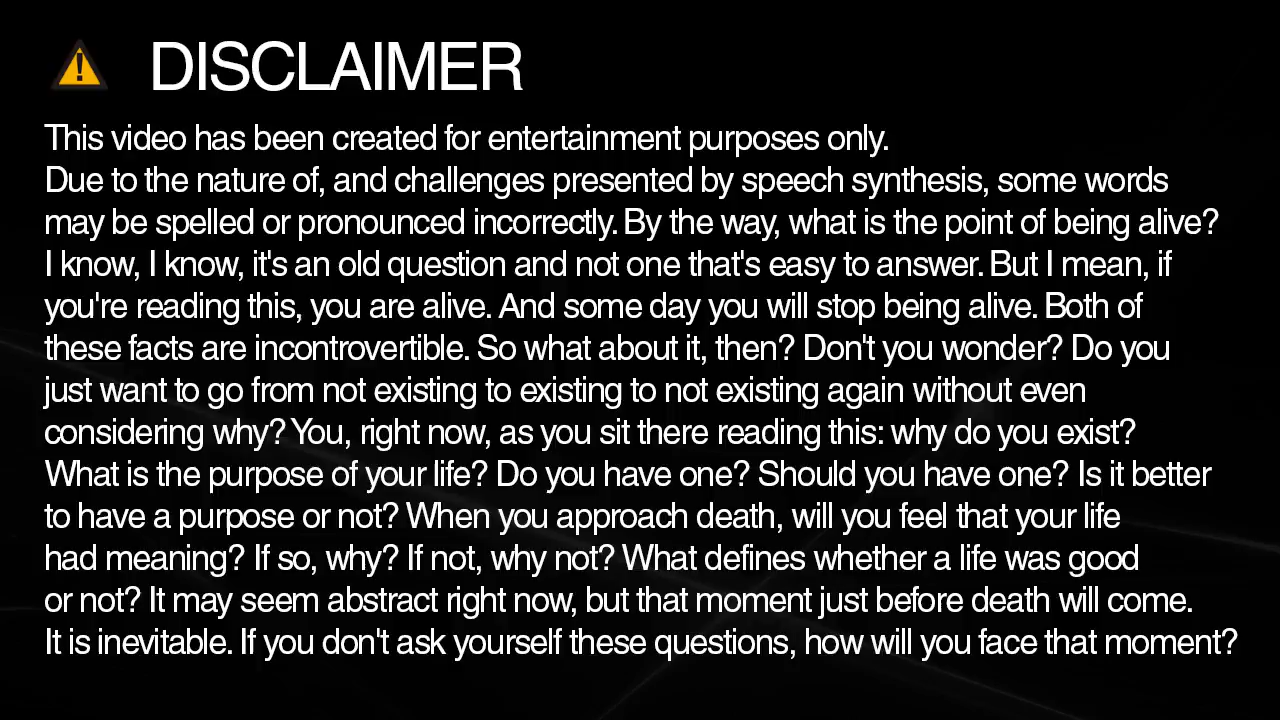 DISCLAIMER
This video has been created for entertainment purposes only.
Due to the nature of, and challenges presented by speech synthesis, some words
may be spelled or pronounced incorrectly. By the way, what is the point of being alive?
I know, I know, it's an old question and not one that's easy to answer. But I mean, if
you're reading this, you are alive. And some day you will stop being alive. Both of
these facts are incontrovertible. So what about it, then? Don't you wonder? Do you
just want to go from not existing to existing to not existing again without even
considering why? You, right now, as you sit there reading this: why do you exist?
What is the purpose of your life? Do you have one? Should you have one? Is it better
to have a purpose or not? When you approach death, will you feel that your life
had meaning? If so, why? If not, why not? What defines whether a life was good
or not? It may seem abstract right now, but that moment just before death will come.
It is inevitable. If you don't ask yourself these questions, how will you face that moment?